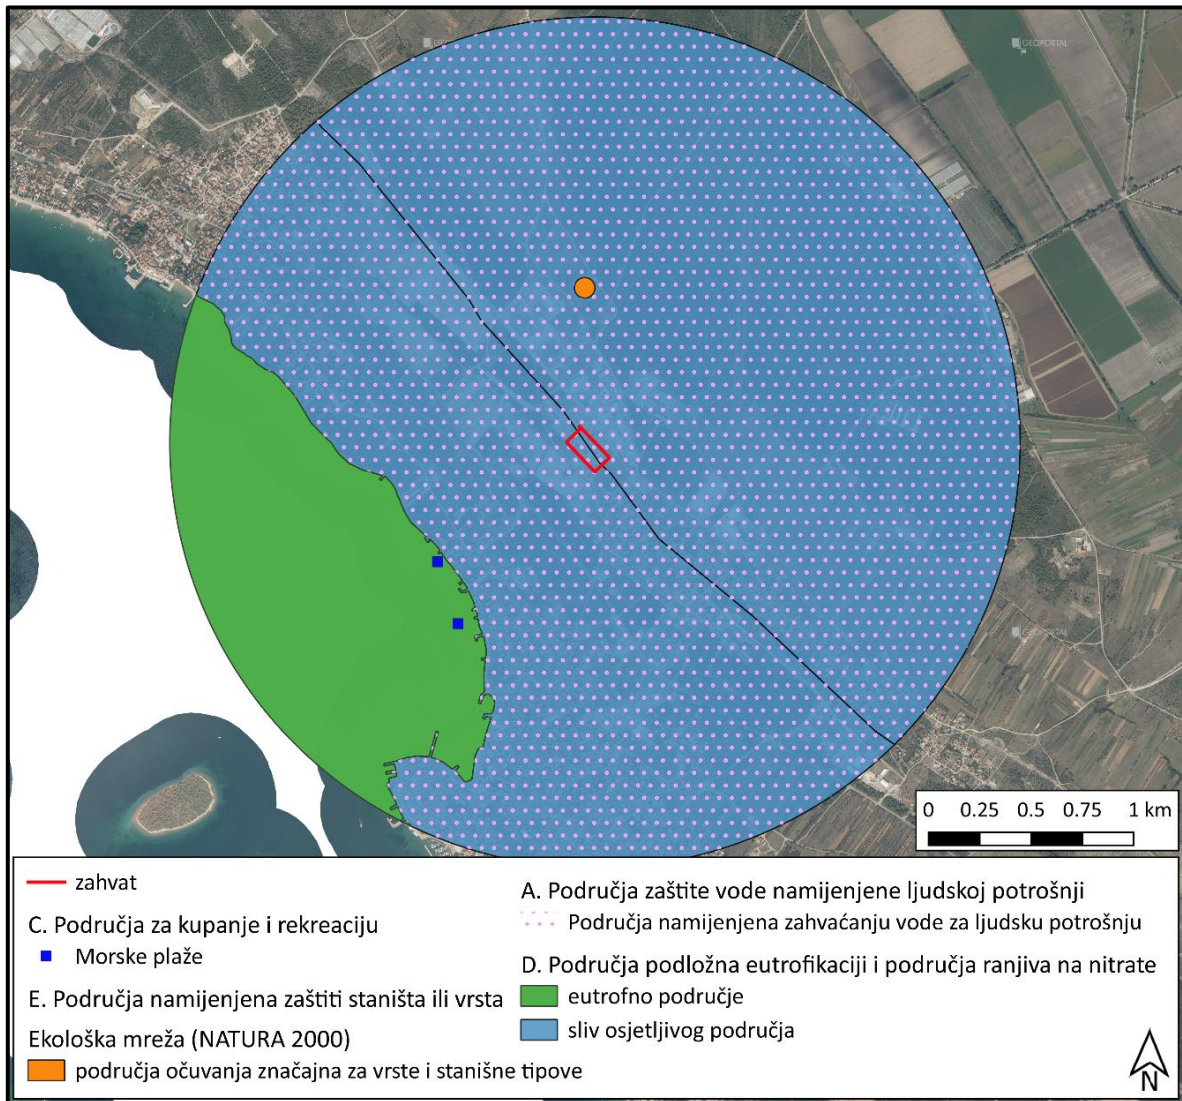 GEOPORTAL
GEOPORTAL
0 0.25 0.5 0.75 1 km
zahvat
C. Područja za kupanje i rekreaciju
Morske plaže
E. Područja namijenjena zaštiti staništa ili vrsta
Ekološka mreža (NATURA 2000)
područja očuvanja značajna za vrste i stanišne tipove
A. Područja zaštite vode namijenjene ljudskoj potrošnji
Područja namijenjena zahvaćanju vode za ljudsku potrošnju
D. Područja podložna eutrofikaciji i područja ranjiva na nitrate
eutrofno područje
sliv osjetljivog područja
N